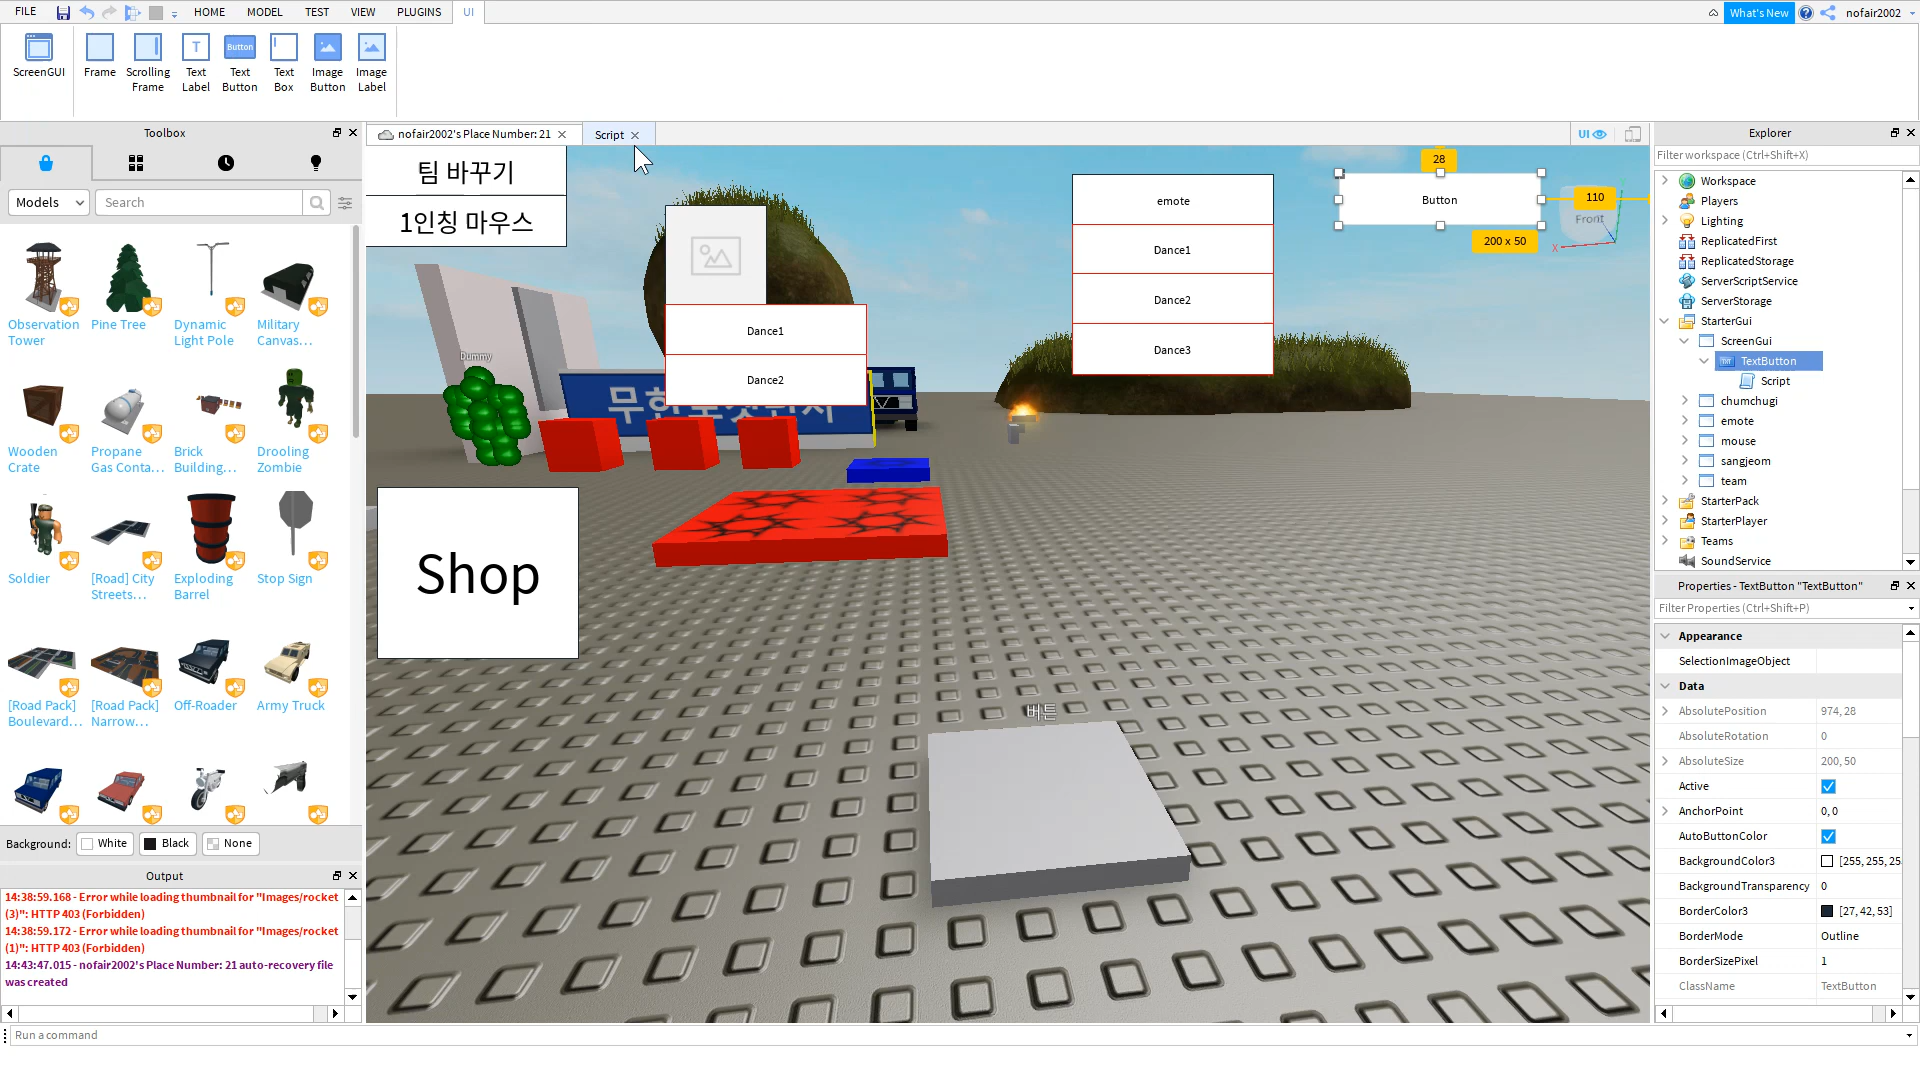 FILE
HOME
MODEL
TEST
VIEW
PLUGINS
UI
What's New
nofair2002
ScreenGUI
Frame
Scrolling
Frame
T
Text
Label
Button
Text
Button
Text
Box
Image
Button
Image
Label
Toolbox
nofair2002's Place Number: 21
Script
UI
Explorer
Models
Search
Observation
Tower
Pine Tree
Dynamic
Light Pole
Military
Canvas...
Wooden
Crate
Propane
Gas Conta...
Brick
Building...
Drooling
Zombie
Soldier
[Road] City
Streets...
Exploding
Barrel
Stop Sign
[Road Pack]
Boulevard...
[Road Pack]
Narrow...
Off-Roader
Army Truck
Background:
White
Black
None
Output
14:38:59.168 - Error while loading thumbnail for "Images/rocket
(3)": HTTP 403 (Forbidden)
14:38:59.172 - Error while loading thumbnail for "Images/rocket
(1)": HTTP 403 (Forbidden)
14:43:47.015 - nofair2002's Place Number: 21 auto-recovery file
was created
Run a command
팀 바꾸기
1인칭 마우스
Dummy
Dance1
Dance2
Shop
emote
Dance1
Dance2
Dance3
28
Button
110
200 x 50
Front
X
버튼
Filter workspace (Ctrl+Shift+X)
Workspace
Players
Lighting
ReplicatedFirst
ReplicatedStorage
ServerScriptService
ServerStorage
StarterGui
ScreenGui
TextButton
Script
chumchugi
emote
mouse
sangjeom
team
StarterPack
StarterPlayer
Teams
SoundService
Properties - TextButton "TextButton"
Filter Properties (Ctrl+Shift+P)
Appearance
SelectionImageObject
Data
AbsolutePosition 974, 28
AbsoluteRotation 0
AbsoluteSize 200, 50
Active
AnchorPoint 0, 0
AutoButtonColor
BackgroundColor3 [255, 255, 25
BackgroundTransparency 0
BorderColor3 [27, 42, 53]
BorderMode Outline
BorderSizePixel 1
ClassName TextButton